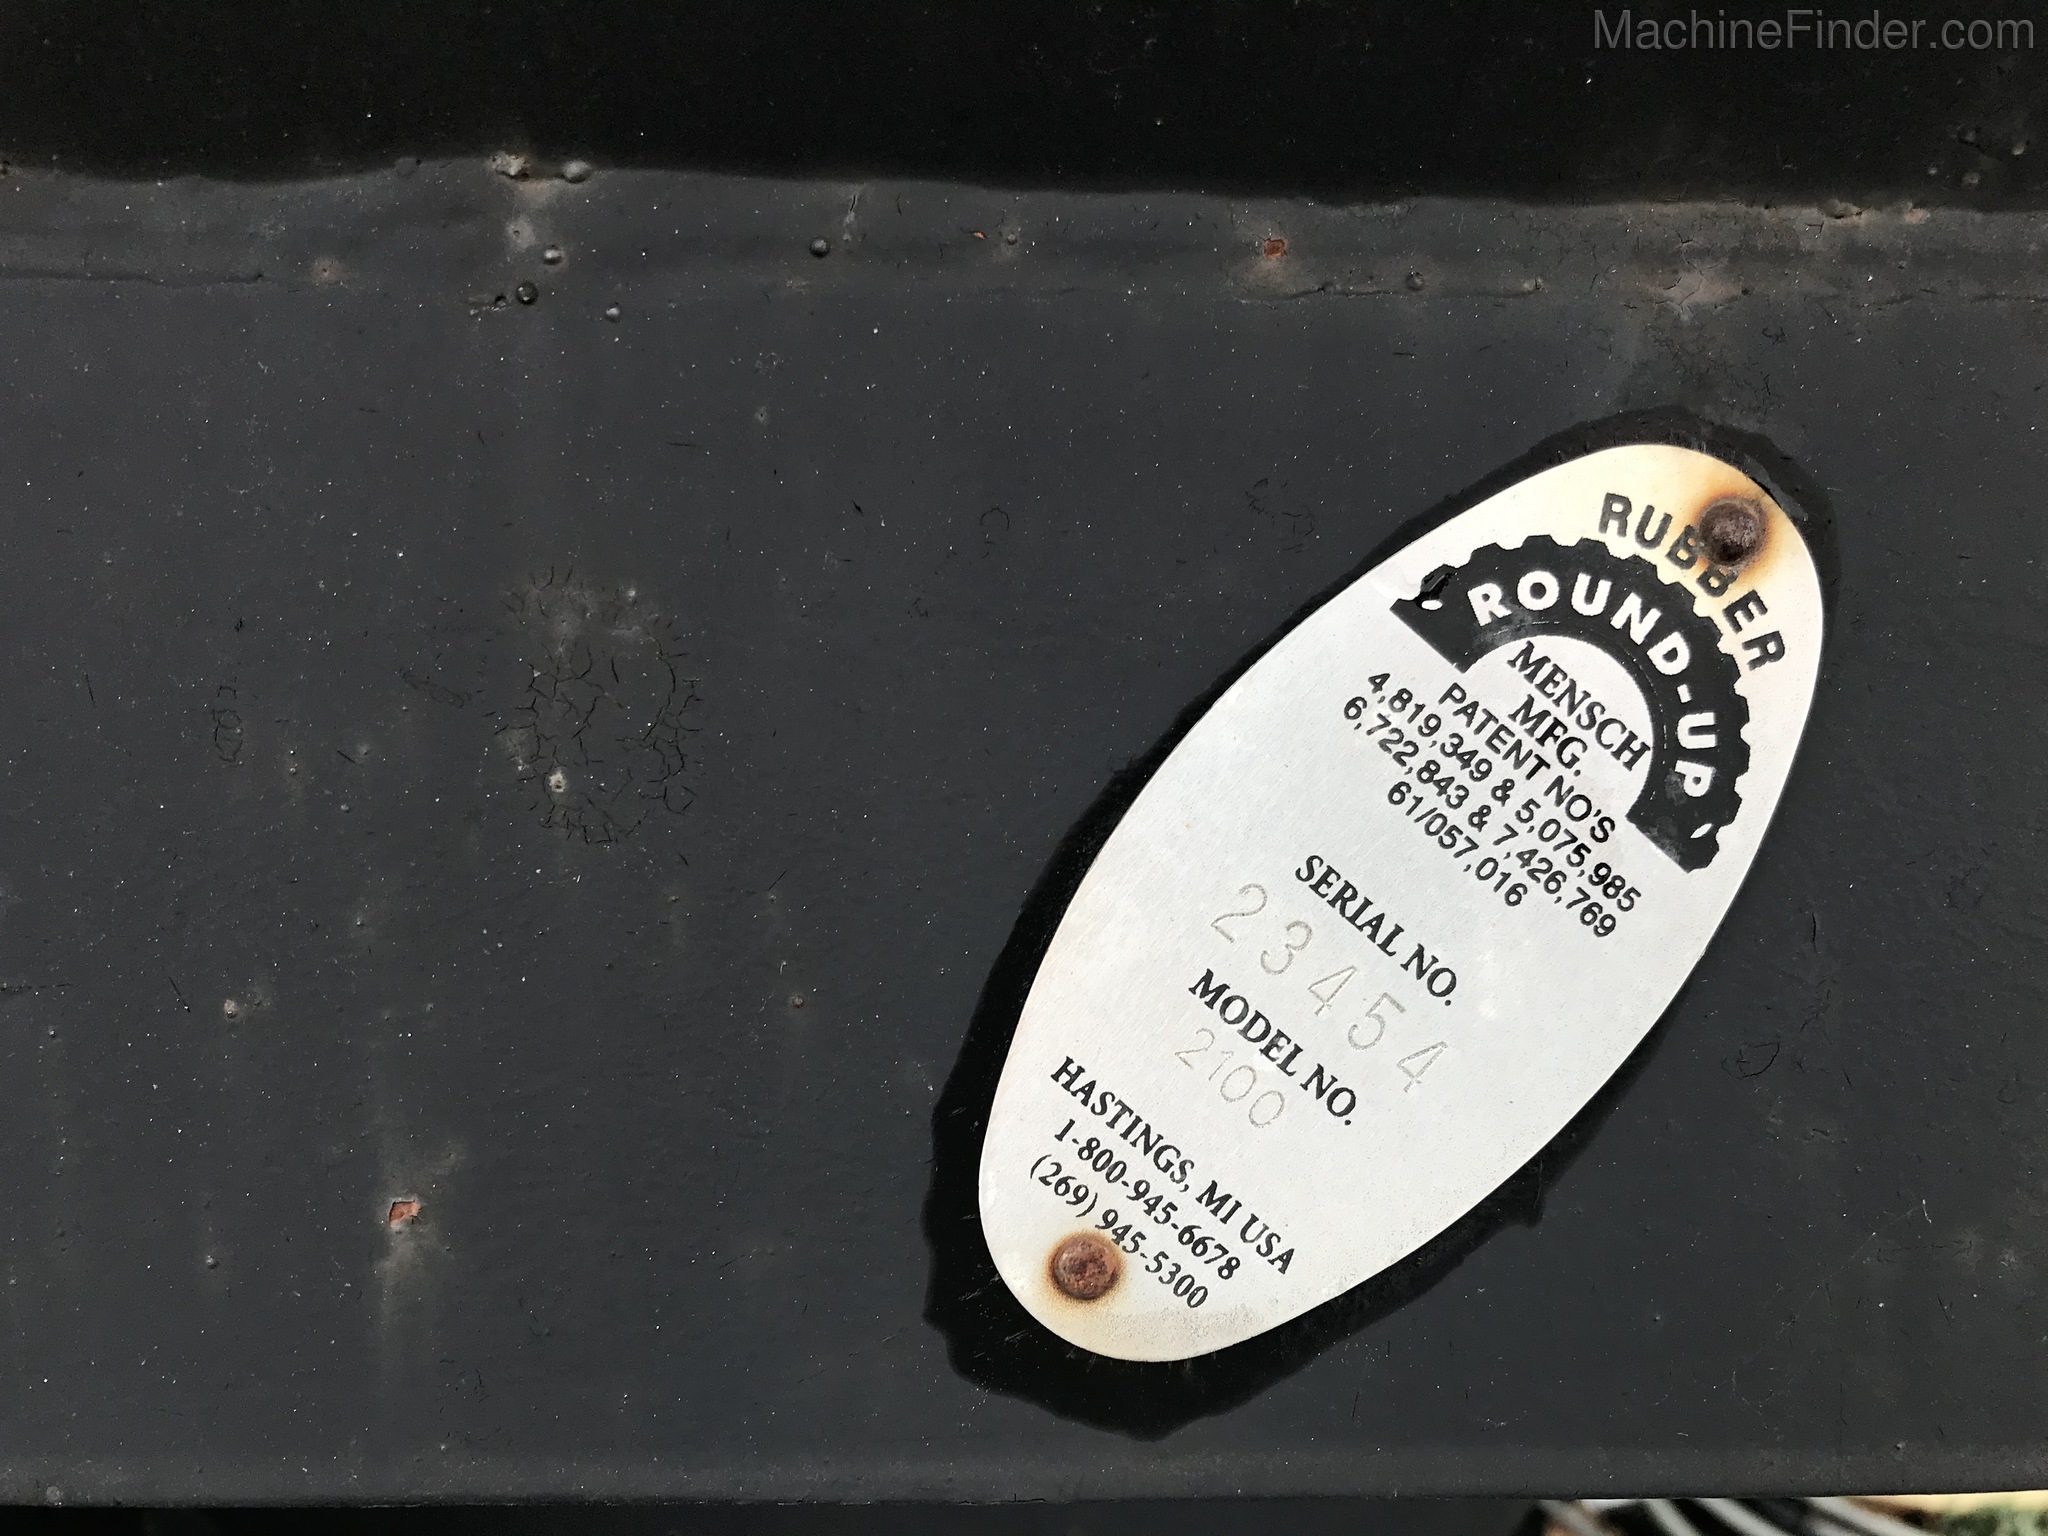 MachineFinder.com
RUBBER
ROUND-UP
MENSCH
MFG.
PATENT NO'S
4,819,349 & 5,075,985
6,722,843 & 7,426,769
61/057,016
SERIAL NO.
23454
MODEL NO.
2100
HASTINGS, MI USA
1-800-945-6678
(269) 945-5300